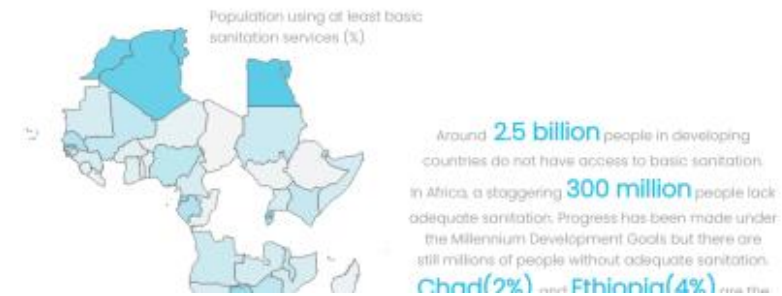 Population using at least basic
sanitation services (%)
Around 2.5 billion people in developing
countries do not have access to basic sanitation.
In Africa, a staggering 300 million people lack
adequate sanitation. Progress has been made under
the Millennium Development Goals but there are
still millions of people without adequate sanitation.
Chad(2%) and Ethiopia(4%) are the